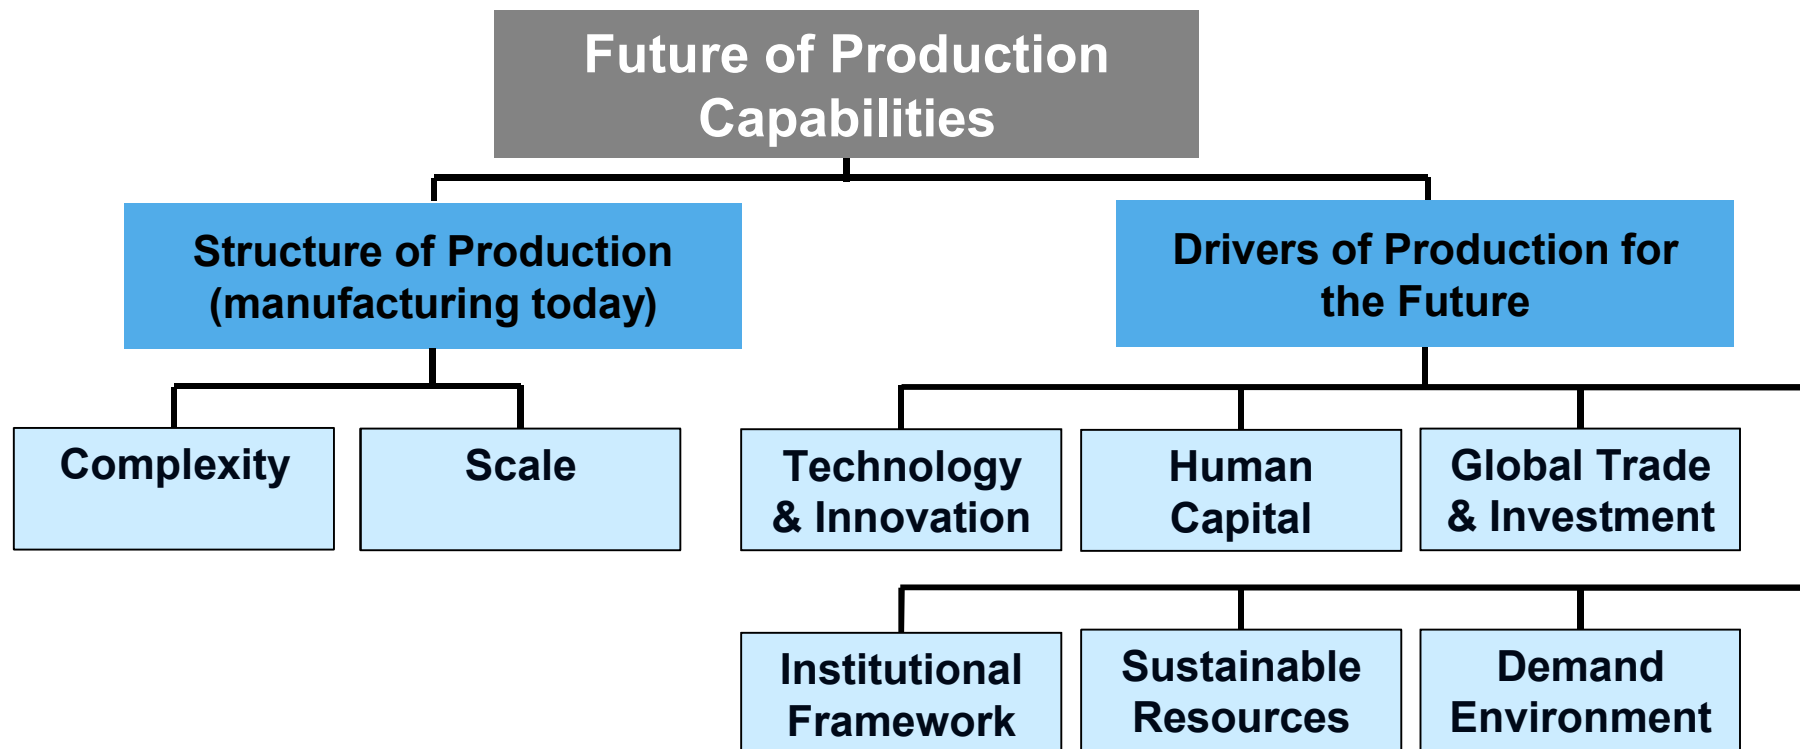 Future of Production
Capabilities
Structure of Production
(manufacturing today)
Drivers of Production for
the Future
Complexity
Scale
Technology
& Innovation
Human
Capital
Global Trade
& Investment
Institutional
Framework
Sustainable
Resources
Demand
Environment